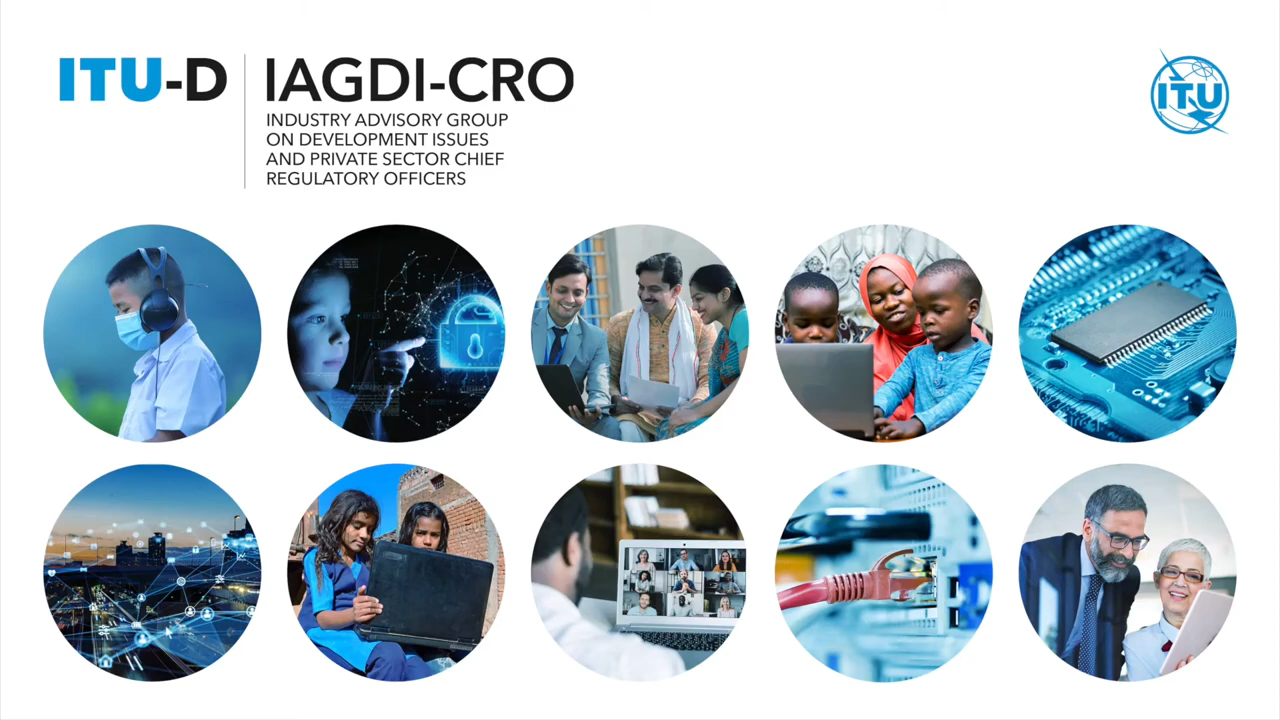 ITU-D
IAGDI-CRO
INDUSTRY ADVISORY GROUP
ON DEVELOPMENT ISSUES
AND PRIVATE SECTOR CHIEF
REGULATORY OFFICERS
ITU